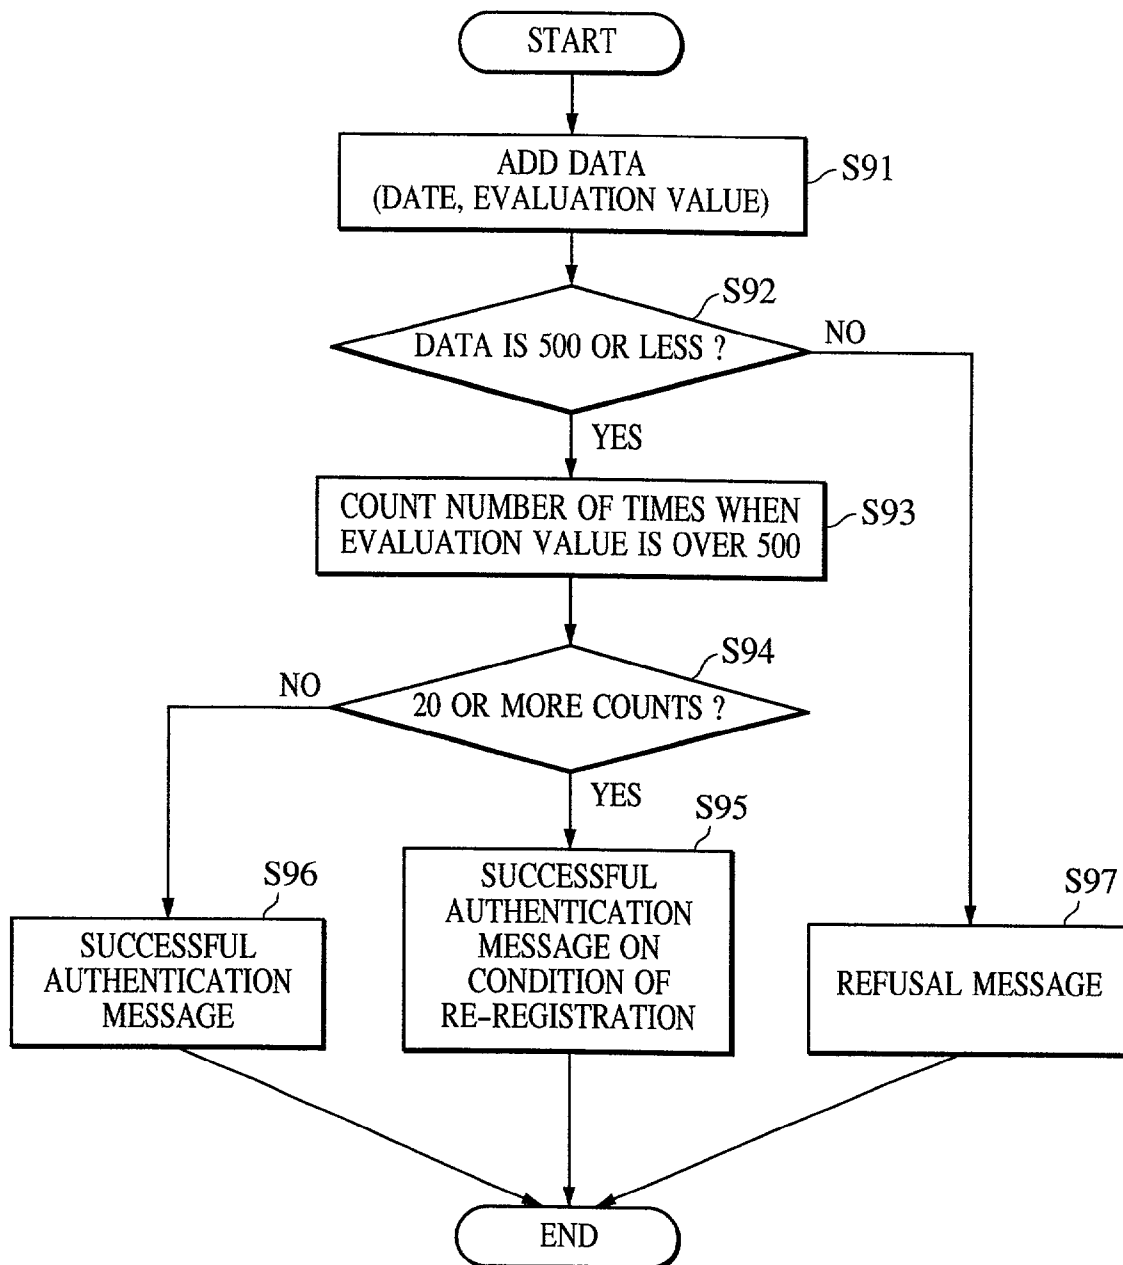 START
ADD DATA
(DATE, EVALUATION VALUE)
S91
S92
DATA IS 500 OR LESS ?
NO
YES
COUNT NUMBER OF TIMES WHEN
EVALUATION VALUE IS OVER 500
S93
S94
NO
20 OR MORE COUNTS ?
YES
S95
S96
SUCCESSFUL
AUTHENTICATION
MESSAGE
SUCCESSFUL
AUTHENTICATION
MESSAGE ON
CONDITION OF
RE-REGISTRATION
S97
REFUSAL MESSAGE
END